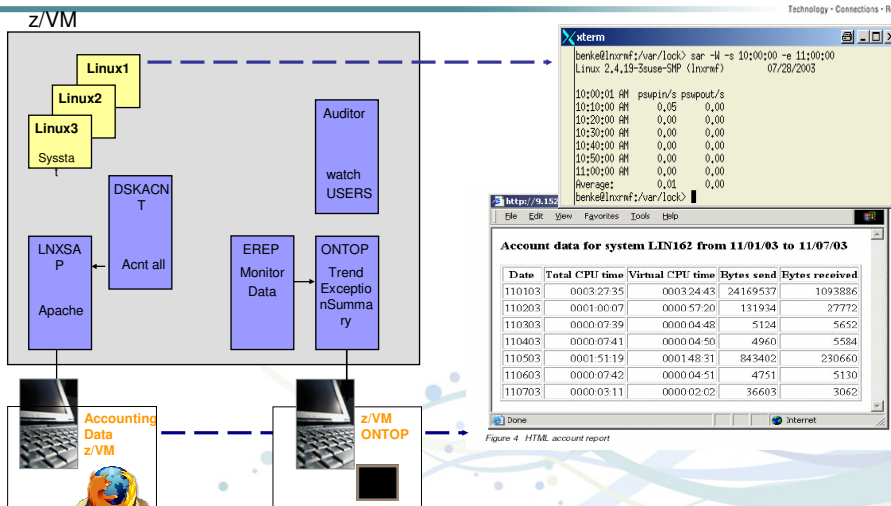 Technology • Connections • R
z/VM
Linux1
Linux2
Linux3
Syssta
t
DSKACN
T
Acnt all
LNXSA
P
Apache
Auditor
watch
USERS
EREP
Monitor
Data
ONTOP
Trend
Exceptio
nSumma
ry
Accounting
Data
z/VM
z/VM
ONTOP
xterm
benke@lnxrmf:/var/lock> sar -W -s 10:00:00 -e 11:00:00
Linux 2.4.19-3suse-SMP (lnxrmf) 07/28/2003
10:00:01 AM pswpin/s pswpout/s
10:10:00 AM 0.05 0.00
10:20:00 AM 0.00 0.00
10:30:00 AM 0.00 0.00
10:40:00 AM 0.00 0.00
10:50:00 AM 0.00 0.00
11:00:00 AM 0.00 0.00
Average: 0.01 0.00
benke@lnxrmf:/var/lock>
http://9.152
File Edit View Favorites Tools Help
Account data for system LIN162 from 11/01/03 to 11/07/03
Date Total CPU time Virtual CPU time Bytes send Bytes received
110103 0003:27:35 0003:24:43 24169537 1093886
110203 0001:00:07 0000:57:20 131934 27772
110303 0000:07:39 0000:04:48 5124 5652
110403 0000:07:41 0000:04:50 4960 5584
110503 0001:51:19 0001:48:31 843402 230660
110603 0000:07:42 0000:04:51 4751 5130
110703 0000:03:11 0000:02:02 36603 3062
Done Internet
Figure 4 HTML account report